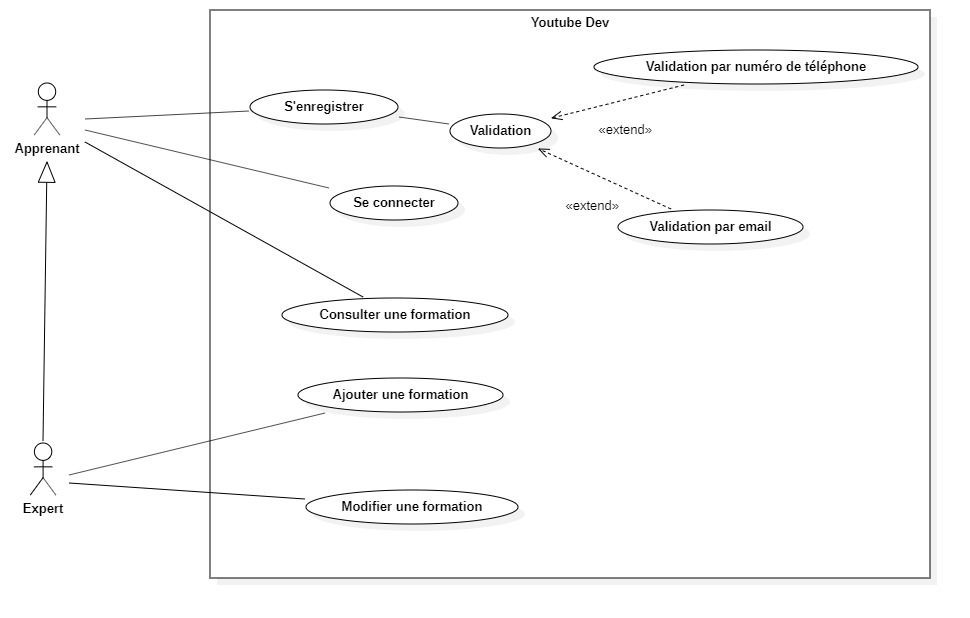 Youtube Dev
Validation par numéro de téléphone
S'enregistrer
Validation
«extend»
Apprenant
Se connecter
«extend»
Validation par email
Consulter une formation
Ajouter une formation
Modifier une formation
Expert